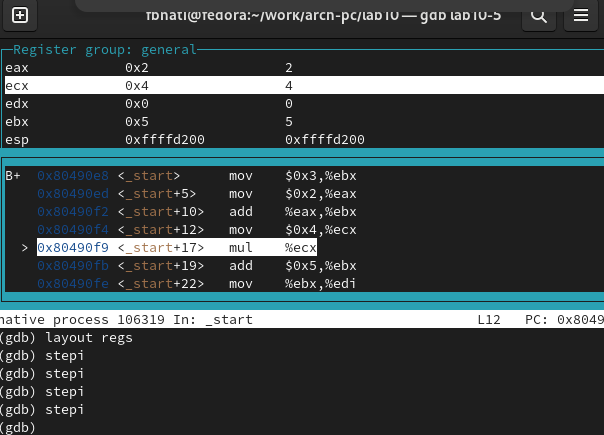 fbnati@fedora:~/work/arch-pc/lab10 — gdb lab10-5
Register group: general
eax 0x2 2
ecx 0x4 4
edx 0x0 0
ebx 0x5 5
esp 0xffffd200 0xffffd200
B+ 0x80490e8 <_start> mov $0x3,%ebx
0x80490ed <_start+5> mov $0x2,%eax
0x80490f2 <_start+10> add %eax,%ebx
0x80490f4 <_start+12> mov $0x4,%ecx
> 0x80490f9 <_start+17> mul %ecx
0x80490fb <_start+19> add $0x5,%ebx
0x80490fe <_start+22> mov %ebx,%edi
native process 106319 In: _start L12 PC: 0x8049
(gdb) layout regs
(gdb) stepi
(gdb) stepi
(gdb) stepi
(gdb) stepi
(gdb)